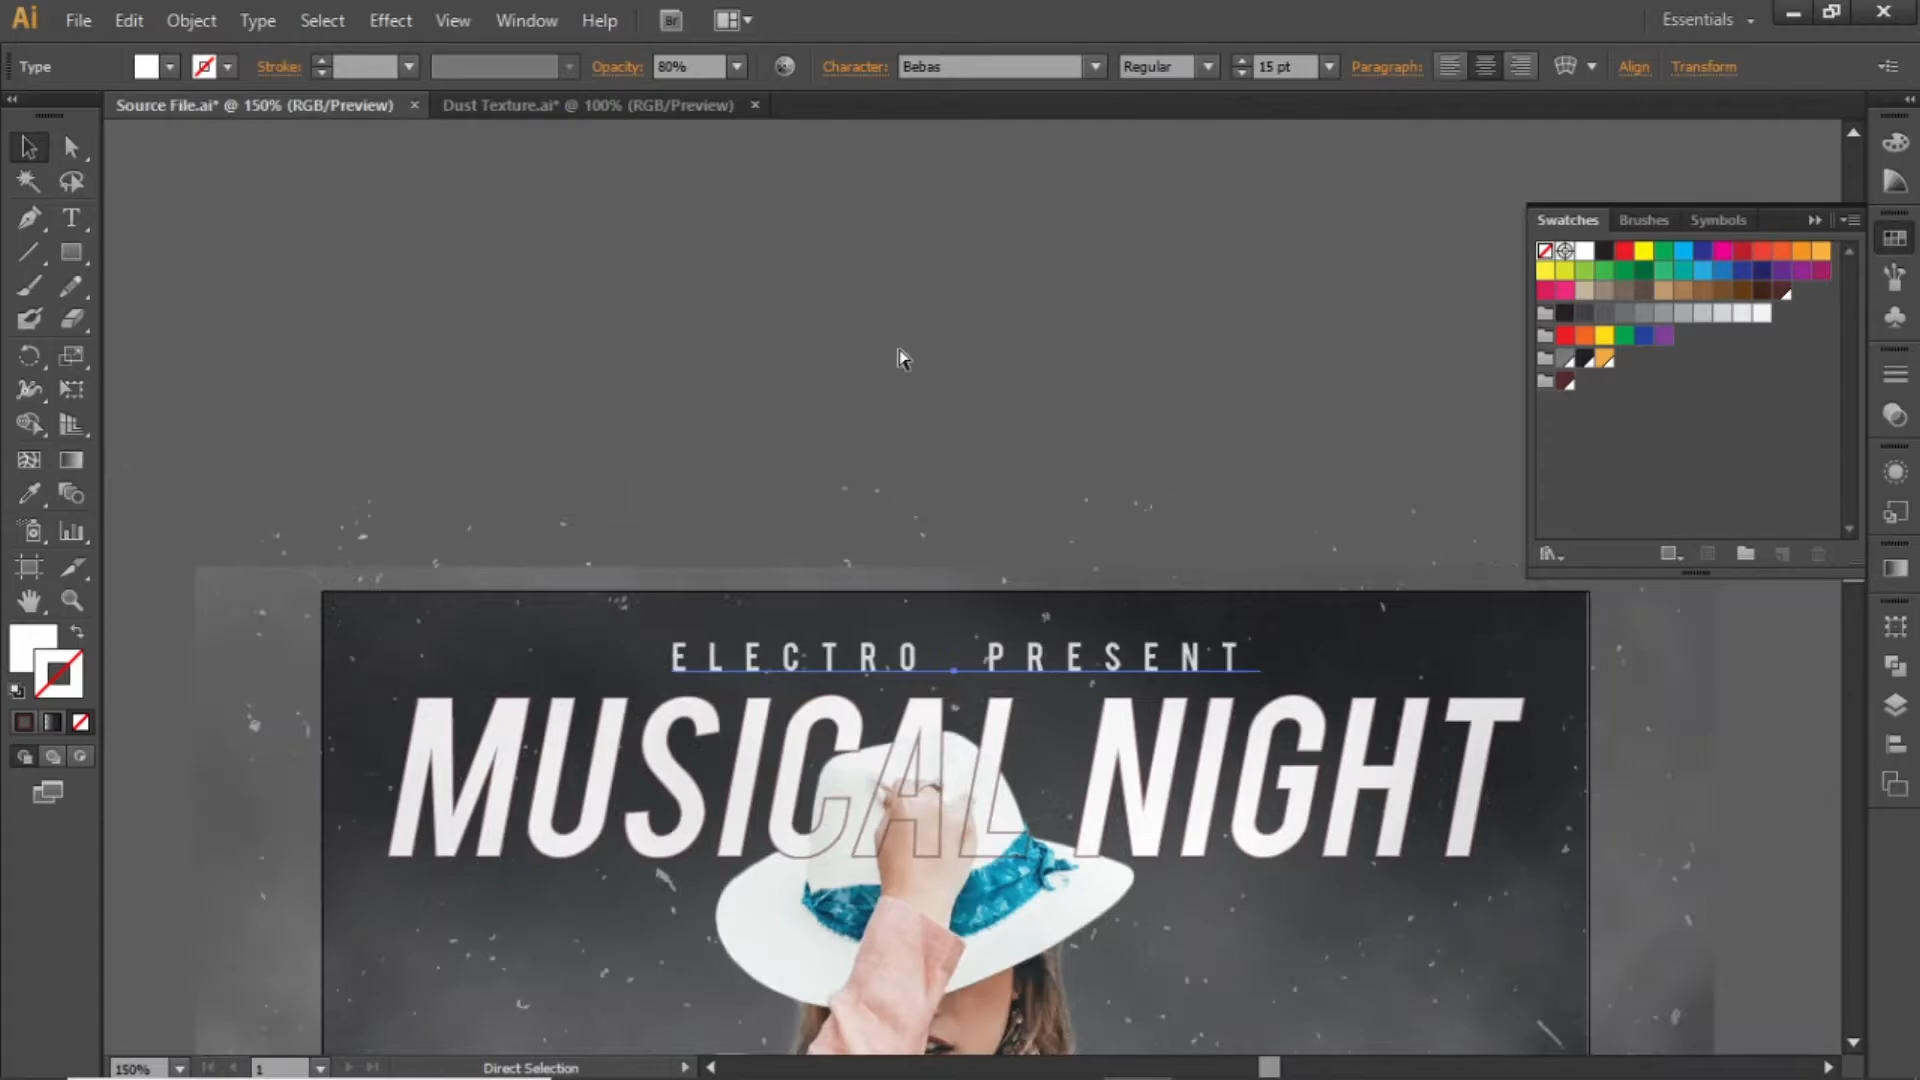 Ai File Edit Object Type Select Effect View Window Help Br Essentials
Type Stroke: Opacity: 80% Character: Bebas Regular 15 pt Paragraph: Align Transform
Source File.ai* @ 150% (RGB/Preview) Dust Texture.ai* @ 100% (RGB/Preview)
Swatches Brushes Symbols
ELECTRO PRESENT
MUSICAL NIGHT
150% 1 Direct Selection